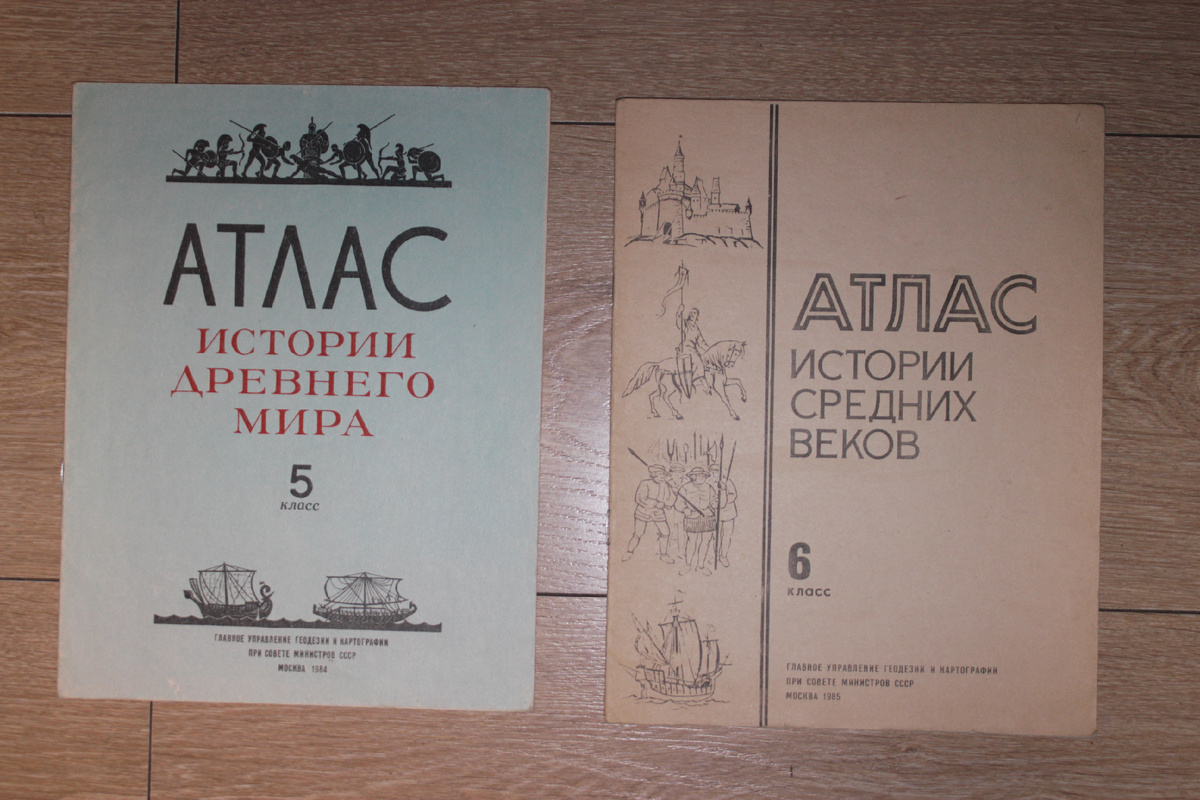 АТЛАС
ИСТОРИИ
ДРЕВНЕГО
МИРА
5
класс
ГЛАВНОЕ УПРАВЛЕНИЕ ГЕОДЕЗИИ И КАРТОГРАФИИ
ПРИ СОВЕТЕ МИНИСТРОВ СССР
МОСКВА 1984
АТЛАС
ИСТОРИИ
СРЕДНИХ
ВЕКОВ
6
класс
ГЛАВНОЕ УПРАВЛЕНИЕ ГЕОДЕЗИИ И КАРТОГРАФИИ
ПРИ СОВЕТЕ МИНИСТРОВ СССР
МОСКВА 1985